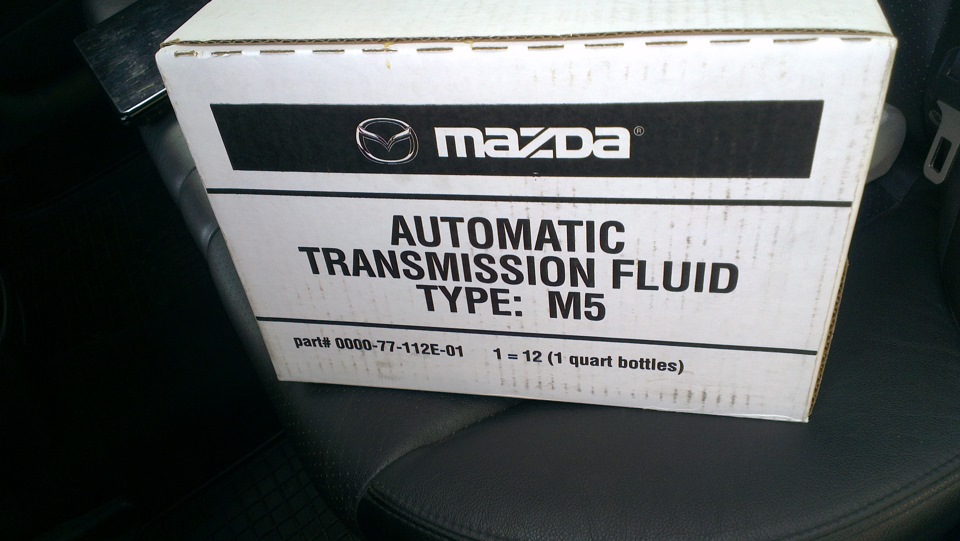 mazda®
AUTOMATIC
TRANSMISSION FLUID
TYPE: M5
part# 0000-77-112E-01 1 = 12 (1 quart bottles)